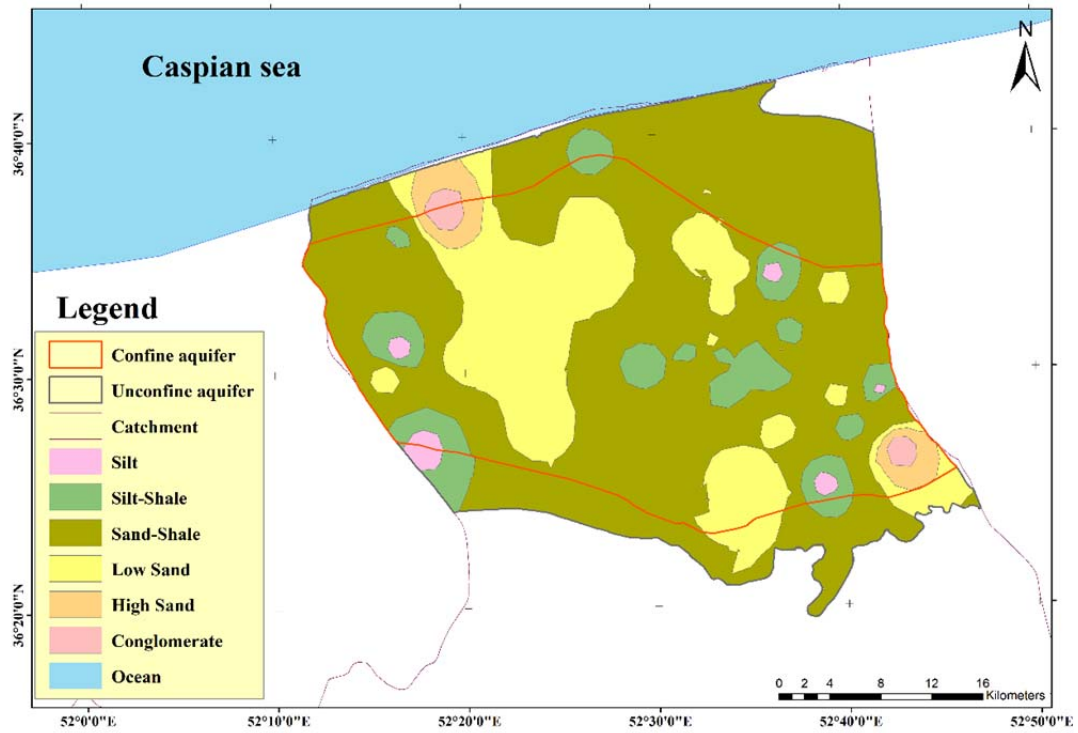 Caspian sea
N
36°40'0"N
36°30'0"N
36°20'0"N
Legend
Confine aquifer
Unconfine aquifer
Catchment
Silt
Silt-Shale
Sand-Shale
Low Sand
High Sand
Conglomerate
Ocean
0 2 4 8 12 16
Kilometers
52°0'0"E 52°10'0"E 52°20'0"E 52°30'0"E 52°40'0"E 52°50'0"E